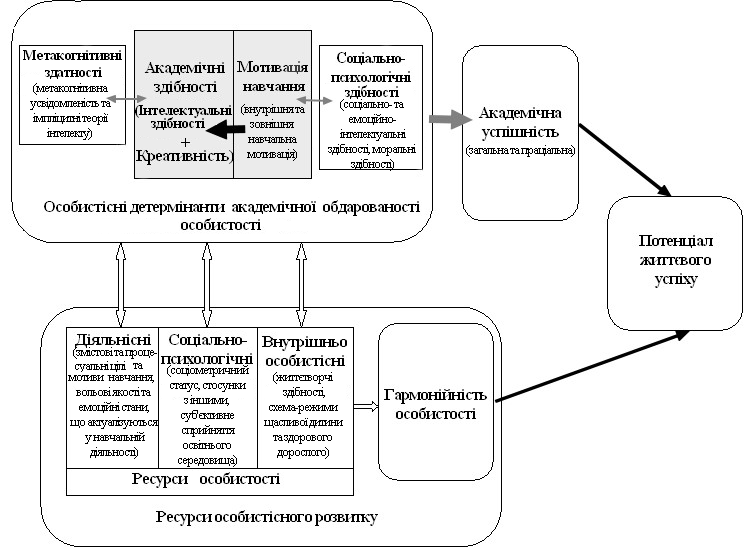 Метакогнітивні
здатності
(метакогнітивна
усвідомленість та
імпліцитні теорії
інтелекту)
Академічні
здібності
(Інтелектуальні
здібності
+
Креативність)
Мотивація
навчання
(внутрішня та
зовнішня
навчальна
мотивація)
Соціально-
психологічні
здібності
(соціально- та
емоційно-
інтелектуальні
здібності, моральні
здібності)
Особистісні детермінанти академічної обдарованості
особистості
Академічна
успішність
(загальна та праціальна)
Потенціал
життєвого
успіху
Діяльнісні
(змістові та проце-
суальні цілі та
мотиви навчання,
вольові якості та
емоційні стани,
що актуалізуються
у навчальній
діяльності)
Соціально-
психологічні
(соціометричний
статус, стосунки
з іншими,
суб'єктивне
сприйняття
освітнього
середовища)
Внутрішньо
особистісні
(життєтворчі
здібності,
схема-режими
щасливої дитини
та здорового
дорослого)
Ресурси особистості
Гармонійність
особистості
Ресурси особистісного розвитку